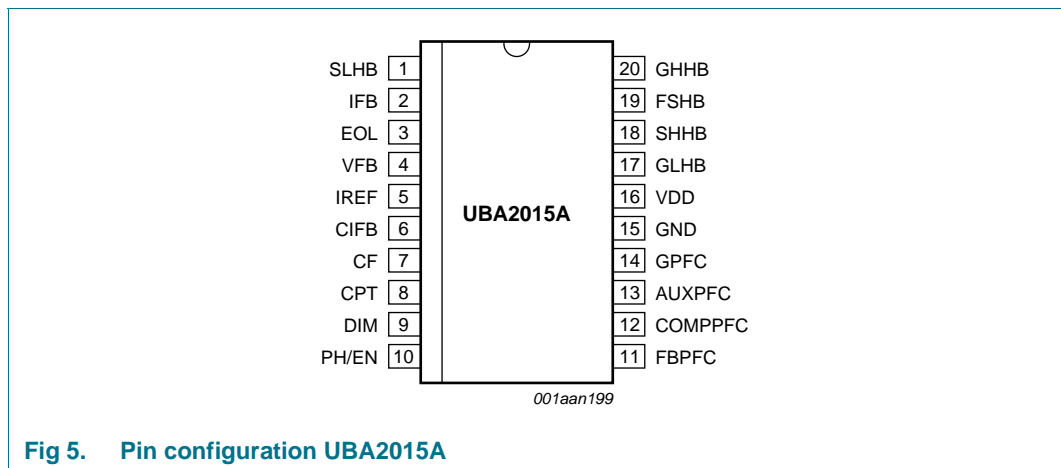 SLHB 1 20 GHHB
IFB 2 19 FSHB
EOL 3 18 SHHB
VFB 4 17 GLHB
IREF 5 16 VDD
UBA2015A
CIFB 6 15 GND
CF 7 14 GPFC
CPT 8 13 AUXPFC
DIM 9 12 COMPPFC
PH/EN 10 11 FBPFC
001aan199
Fig 5. Pin configuration UBA2015A